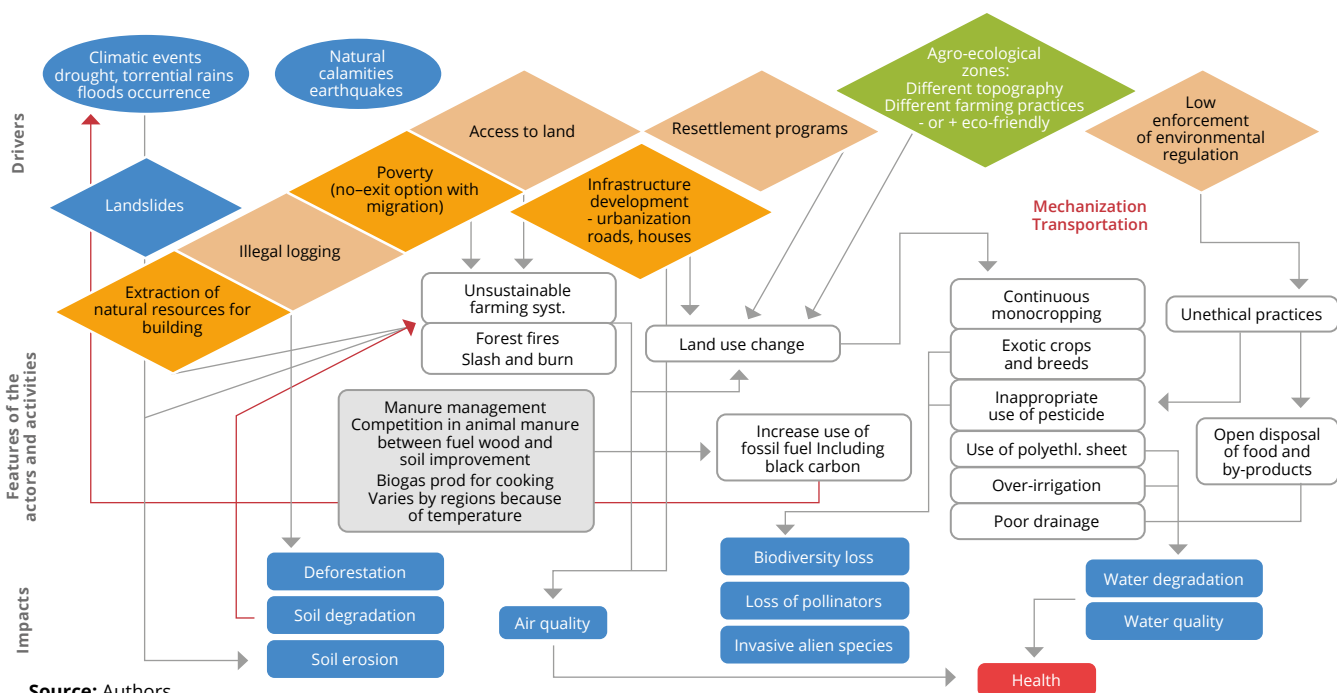 Drivers
Climatic events
drought, torrential rains
floods occurrence
Natural
calamities
earthquakes
Agro-ecological
zones:
Different topography
Different farming practices
- or + eco-friendly
Low
enforcement
of environmental
regulation
Access to land
Resettlement programs
Poverty
(no–exit option with
migration)
Infrastructure
development
- urbanization
roads, houses
Landslides
Illegal logging
Extraction of
natural resources for
building
Mechanization
Transportation
Features of the
actors and activities
Unsustainable
farming syst.
Forest fires
Slash and burn
Land use change
Continuous
monocropping
Exotic crops
and breeds
Inappropriate
use of pesticide
Use of polyethl. sheet
Over-irrigation
Poor drainage
Unethical practices
Open disposal
of food and
by-products
Manure management
Competition in animal manure
between fuel wood and
soil improvement
Biogas prod for cooking
Varies by regions because
of temperature
Increase use of
fossil fuel Including
black carbon
Impacts
Deforestation
Soil degradation
Soil erosion
Air quality
Biodiversity loss
Loss of pollinators
Invasive alien species
Water degradation
Water quality
Health
Source: Authors